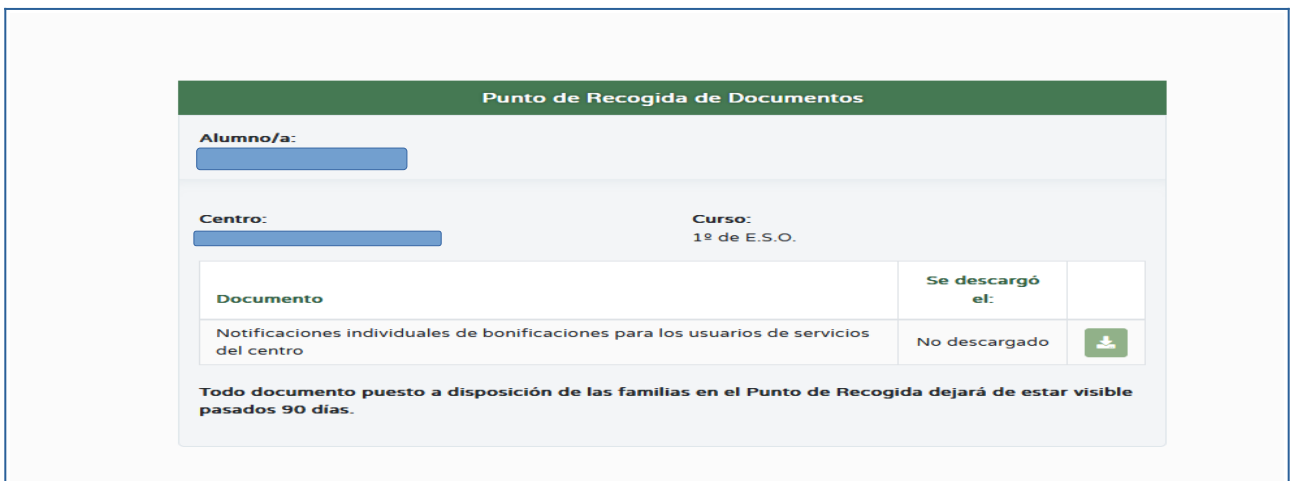 Punto de Recogida de Documentos
Alumno/a:
Centro:
Curso:
1º de E.S.O.
Documento
Se descargó
el:
Notificaciones individuales de bonificaciones para los usuarios de servicios
del centro
No descargado
Todo documento puesto a disposición de las familias en el Punto de Recogida dejará de estar visible
pasados 90 días.